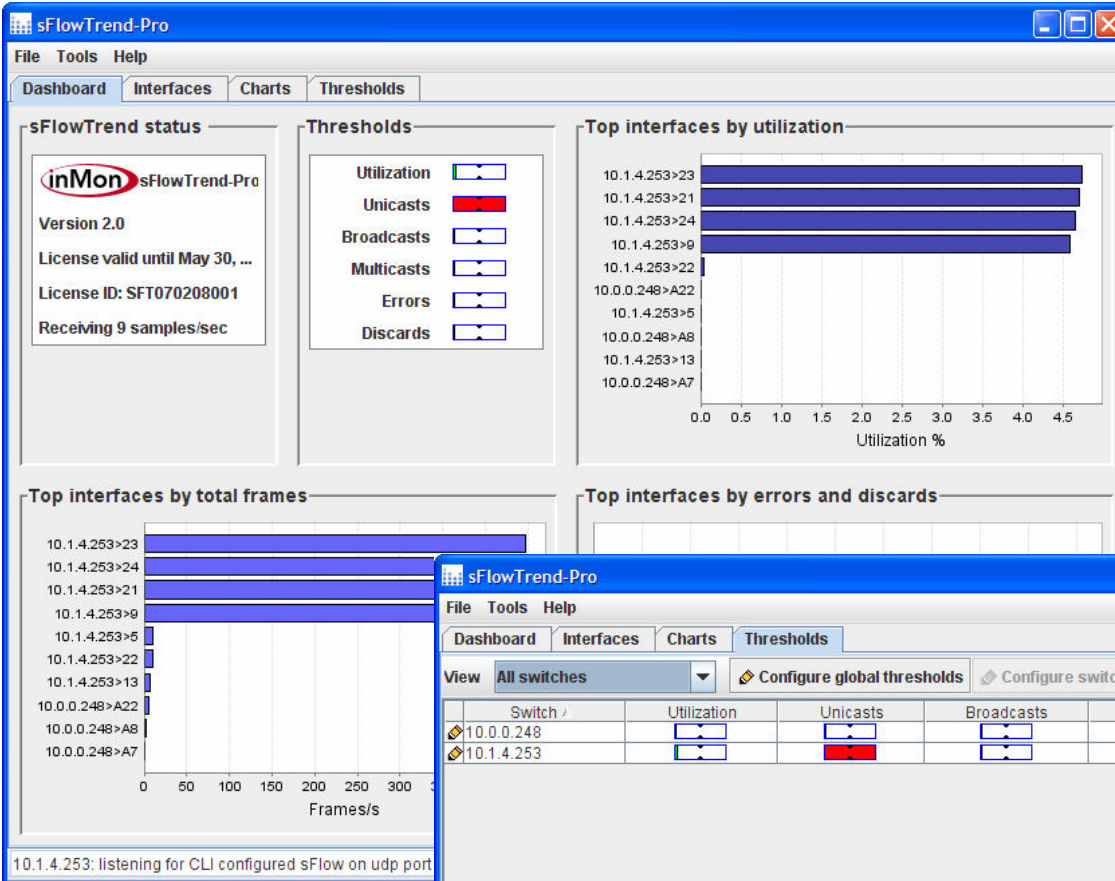 sFlowTrend-Pro
File Tools Help
Dashboard Interfaces Charts Thresholds
sFlowTrend status
inMon sFlowTrend-Pro
Version 2.0
License valid until May 30, ...
License ID: SFT070208001
Receiving 9 samples/sec
Thresholds
Utilization
Unicasts
Broadcasts
Multicasts
Errors
Discards
Top interfaces by utilization
10.1.4.253>23
10.1.4.253>21
10.1.4.253>24
10.1.4.253>9
10.1.4.253>22
10.0.0.248>A22
10.1.4.253>5
10.0.0.248>A8
10.1.4.253>13
10.0.0.248>A7
0.0 0.5 1.0 1.5 2.0 2.5 3.0 3.5 4.0 4.5
Utilization %
Top interfaces by total frames
10.1.4.253>23
10.1.4.253>24
10.1.4.253>21
10.1.4.253>9
10.1.4.253>5
10.1.4.253>22
10.1.4.253>13
10.0.0.248>A22
10.0.0.248>A8
10.0.0.248>A7
0 50 100 150 200 250 300
Frames/s
Top interfaces by errors and discards
10.1.4.253: listening for CLI configured sFlow on udp port
sFlowTrend-Pro
File Tools Help
Dashboard Interfaces Charts Thresholds
View All switches Configure global thresholds Configure switc
Switch Utilization Unicasts Broadcasts
10.0.0.248
10.1.4.253